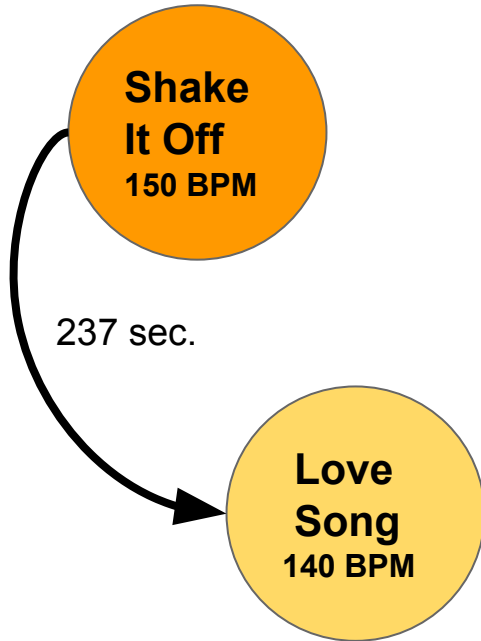 Shake
It Off
150 BPM
237 sec.
Love
Song
140 BPM